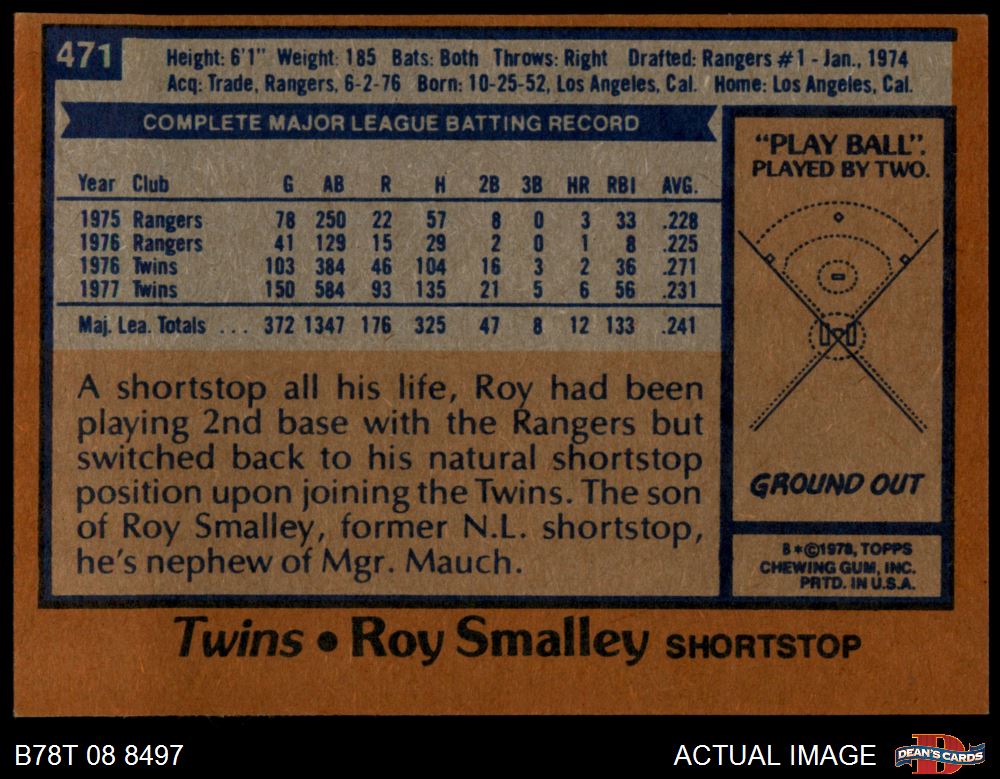 471
Height: 6'1" Weight: 185 Bats: Both Throws: Right Drafted: Rangers #1 - Jan., 1974
Acq: Trade, Rangers, 6-2-76 Born: 10-25-52, Los Angeles, Cal. Home: Los Angeles, Cal.
COMPLETE MAJOR LEAGUE BATTING RECORD
Year Club G AB R H 2B 3B HR RBI AVG.
1975 Rangers 78 250 22 57 8 0 3 33 .228
1976 Rangers 41 129 15 29 2 0 1 8 .225
1976 Twins 103 384 46 104 16 3 2 36 .271
1977 Twins 150 584 93 135 21 5 6 56 .231
Maj. Lea. Totals ... 372 1347 176 325 47 8 12 133 .241
A shortstop all his life, Roy had been
playing 2nd base with the Rangers but
switched back to his natural shortstop
position upon joining the Twins. The son
of Roy Smalley, former N.L. shortstop,
he's nephew of Mgr. Mauch.
"PLAY BALL".
PLAYED BY TWO.
GROUND OUT
B*©1978, TOPPS
CHEWING GUM, INC.
PRTD. IN U.S.A.
Twins • Roy Smalley SHORTSTOP
B78T 08 8497
ACTUAL IMAGE
D
DEAN'S CARDS